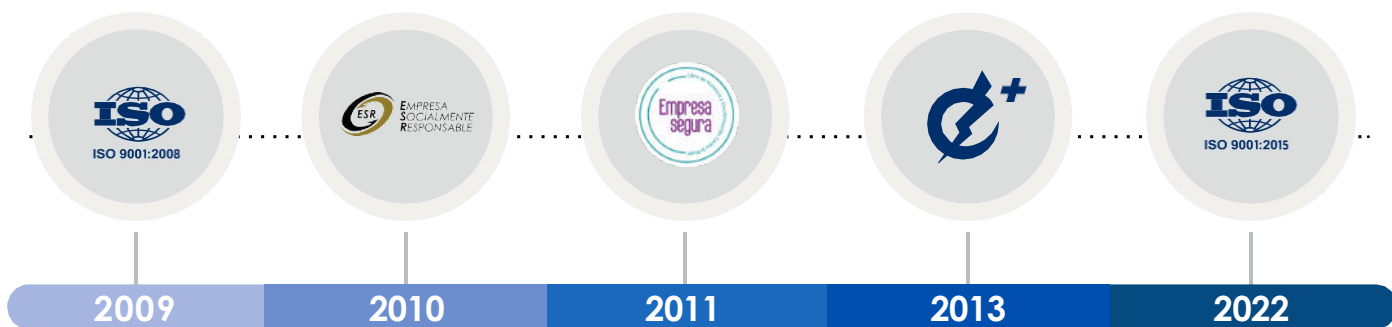 ISO
ISO 9001:2008
ESR
EMPRESA
SOCIALMENTE
RESPONSABLE
Empresa
segura
ISO
ISO 9001:2015
2009
2010
2011
2013
2022